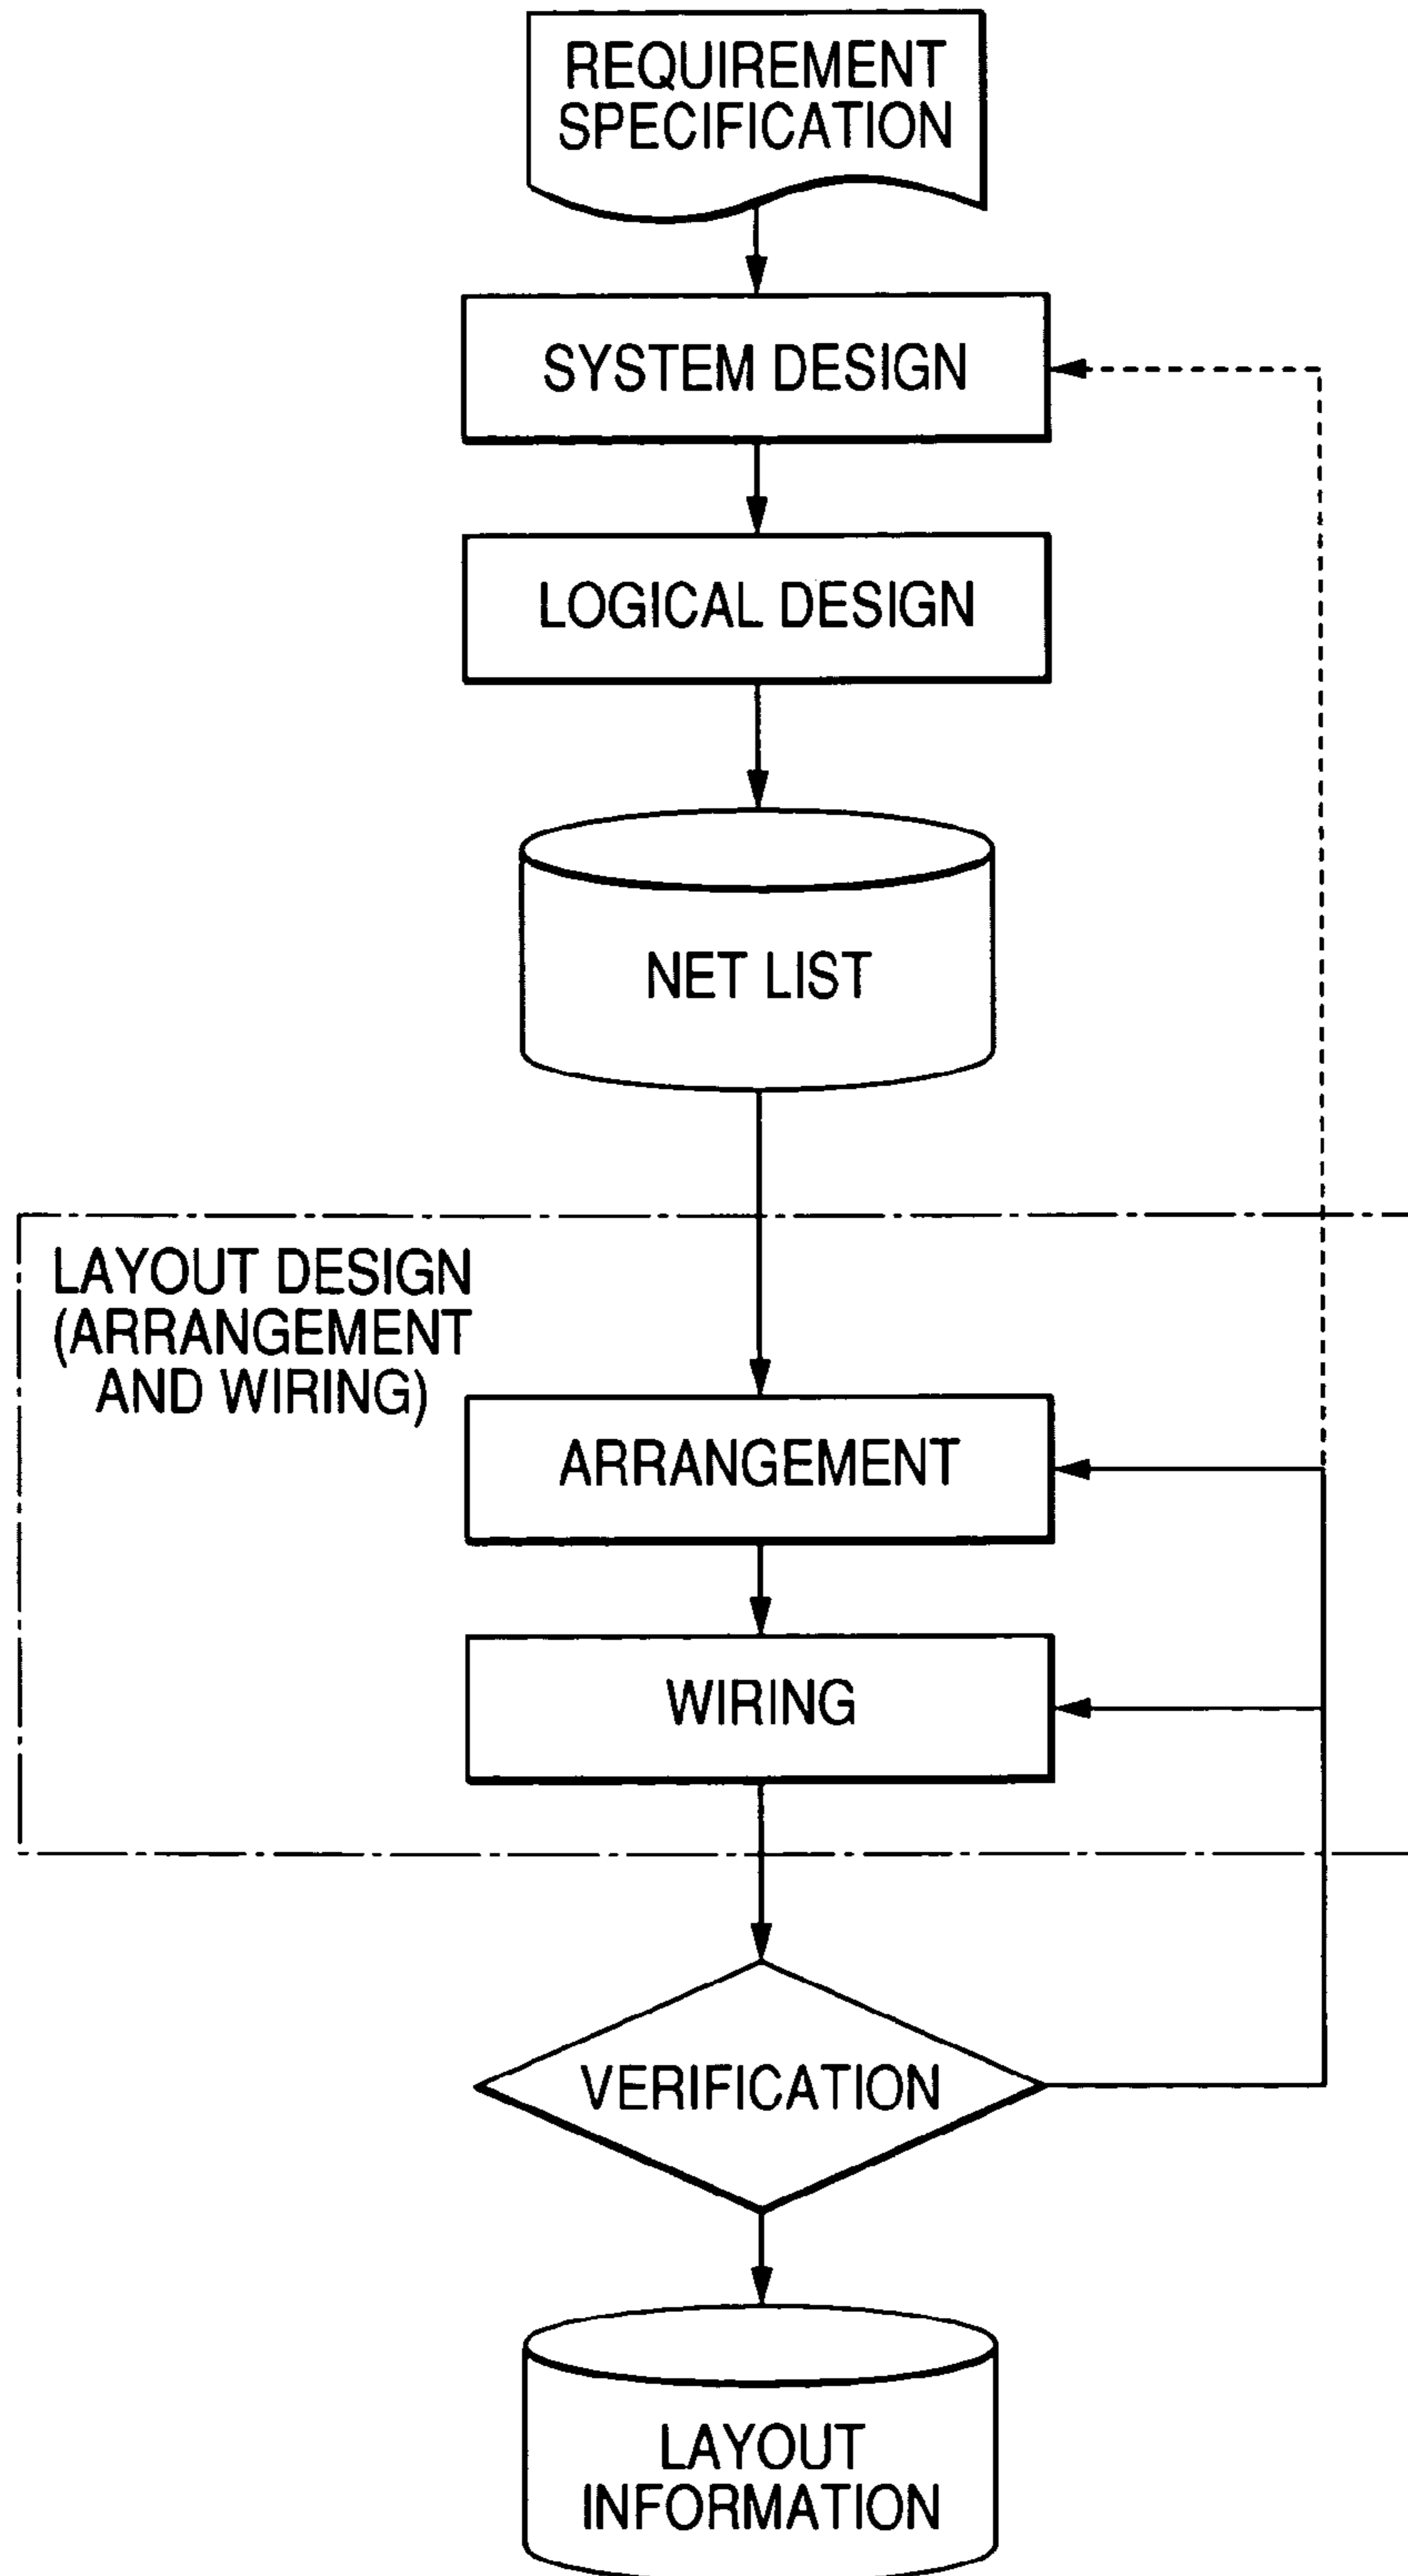 REQUIREMENT
SPECIFICATION
SYSTEM DESIGN
LOGICAL DESIGN
NET LIST
LAYOUT DESIGN
(ARRANGEMENT
AND WIRING)
ARRANGEMENT
WIRING
VERIFICATION
LAYOUT
INFORMATION